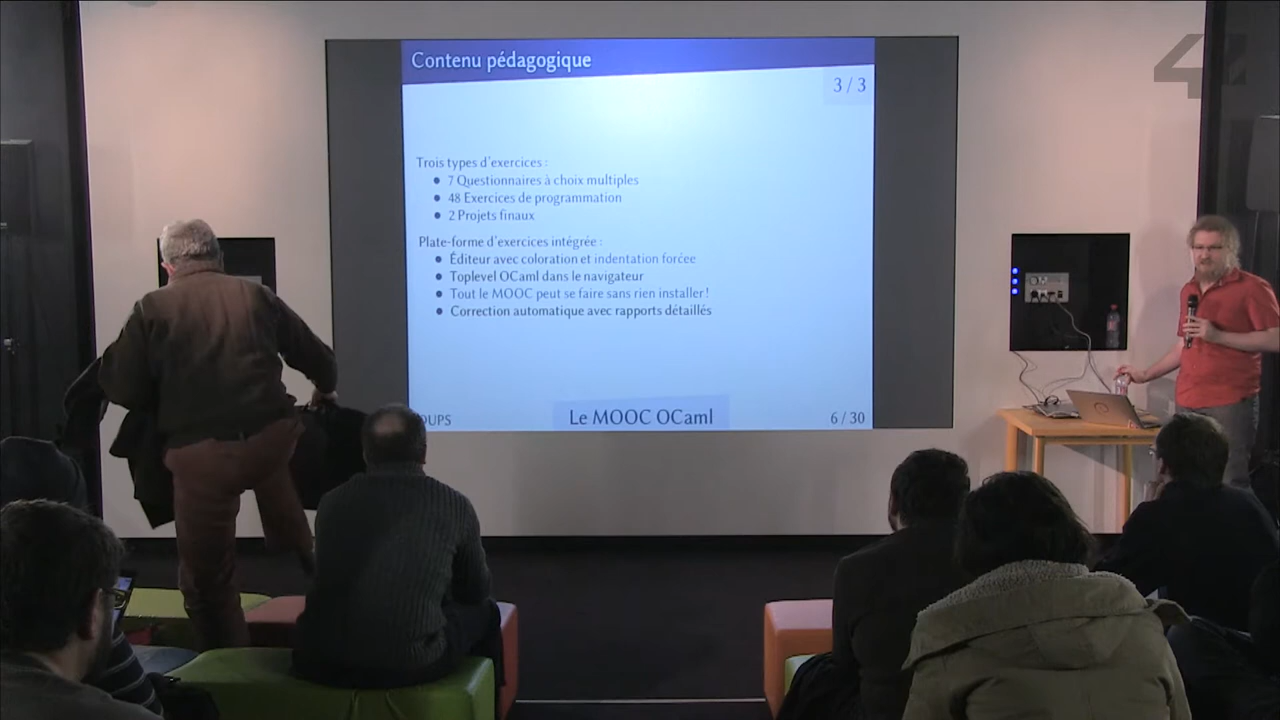 Contenu pédagogique
3 / 3
Trois types d'exercices :
7 Questionnaires à choix multiples
48 Exercices de programmation
2 Projets finaux
Plate-forme d'exercices intégrée :
Éditeur avec coloration et indentation forcée
Toplevel OCaml dans le navigateur
Tout le MOOC peut se faire sans rien installer !
Correction automatique avec rapports détaillés
OUPS
Le MOOC OCaml
6 / 30
42